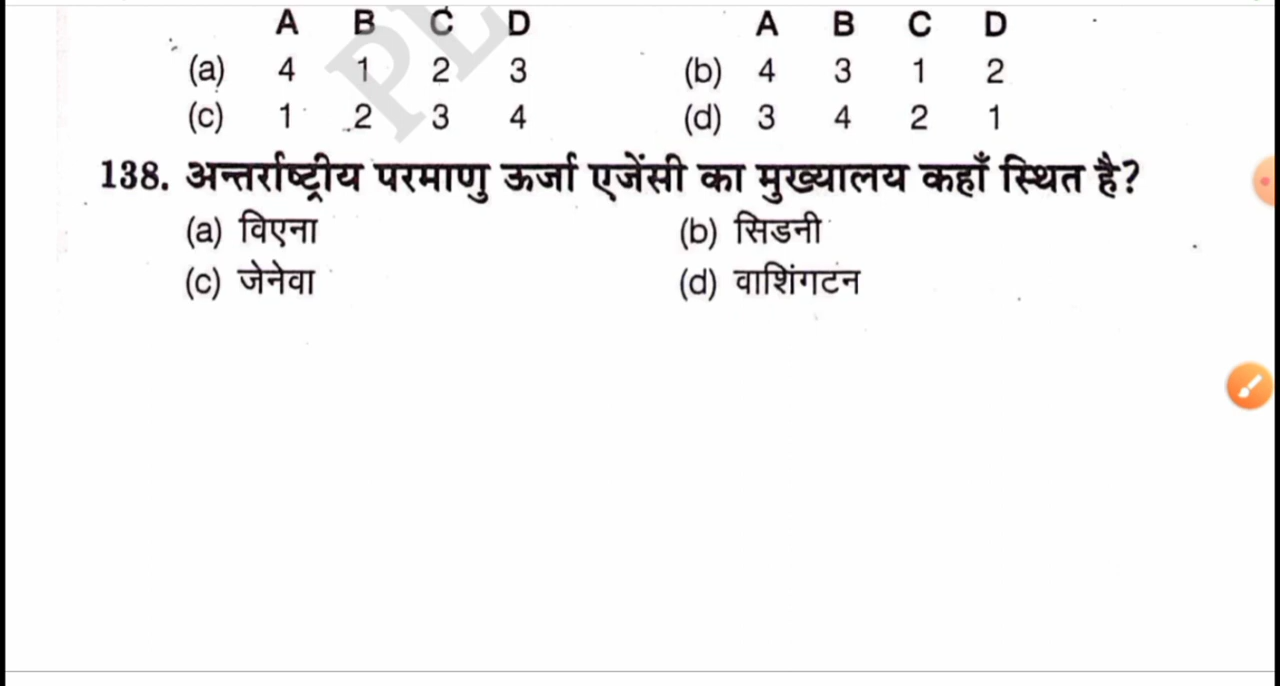 A B C D A B C D
(a) 4 1 2 3 (b) 4 3 1 2
(c) 1 2 3 4 (d) 3 4 2 1
138. अन्तर्राष्ट्रीय परमाणु ऊर्जा एजेंसी का मुख्यालय कहाँ स्थित है?
(a) विएना (b) सिडनी
(c) जेनेवा (d) वाशिंगटन